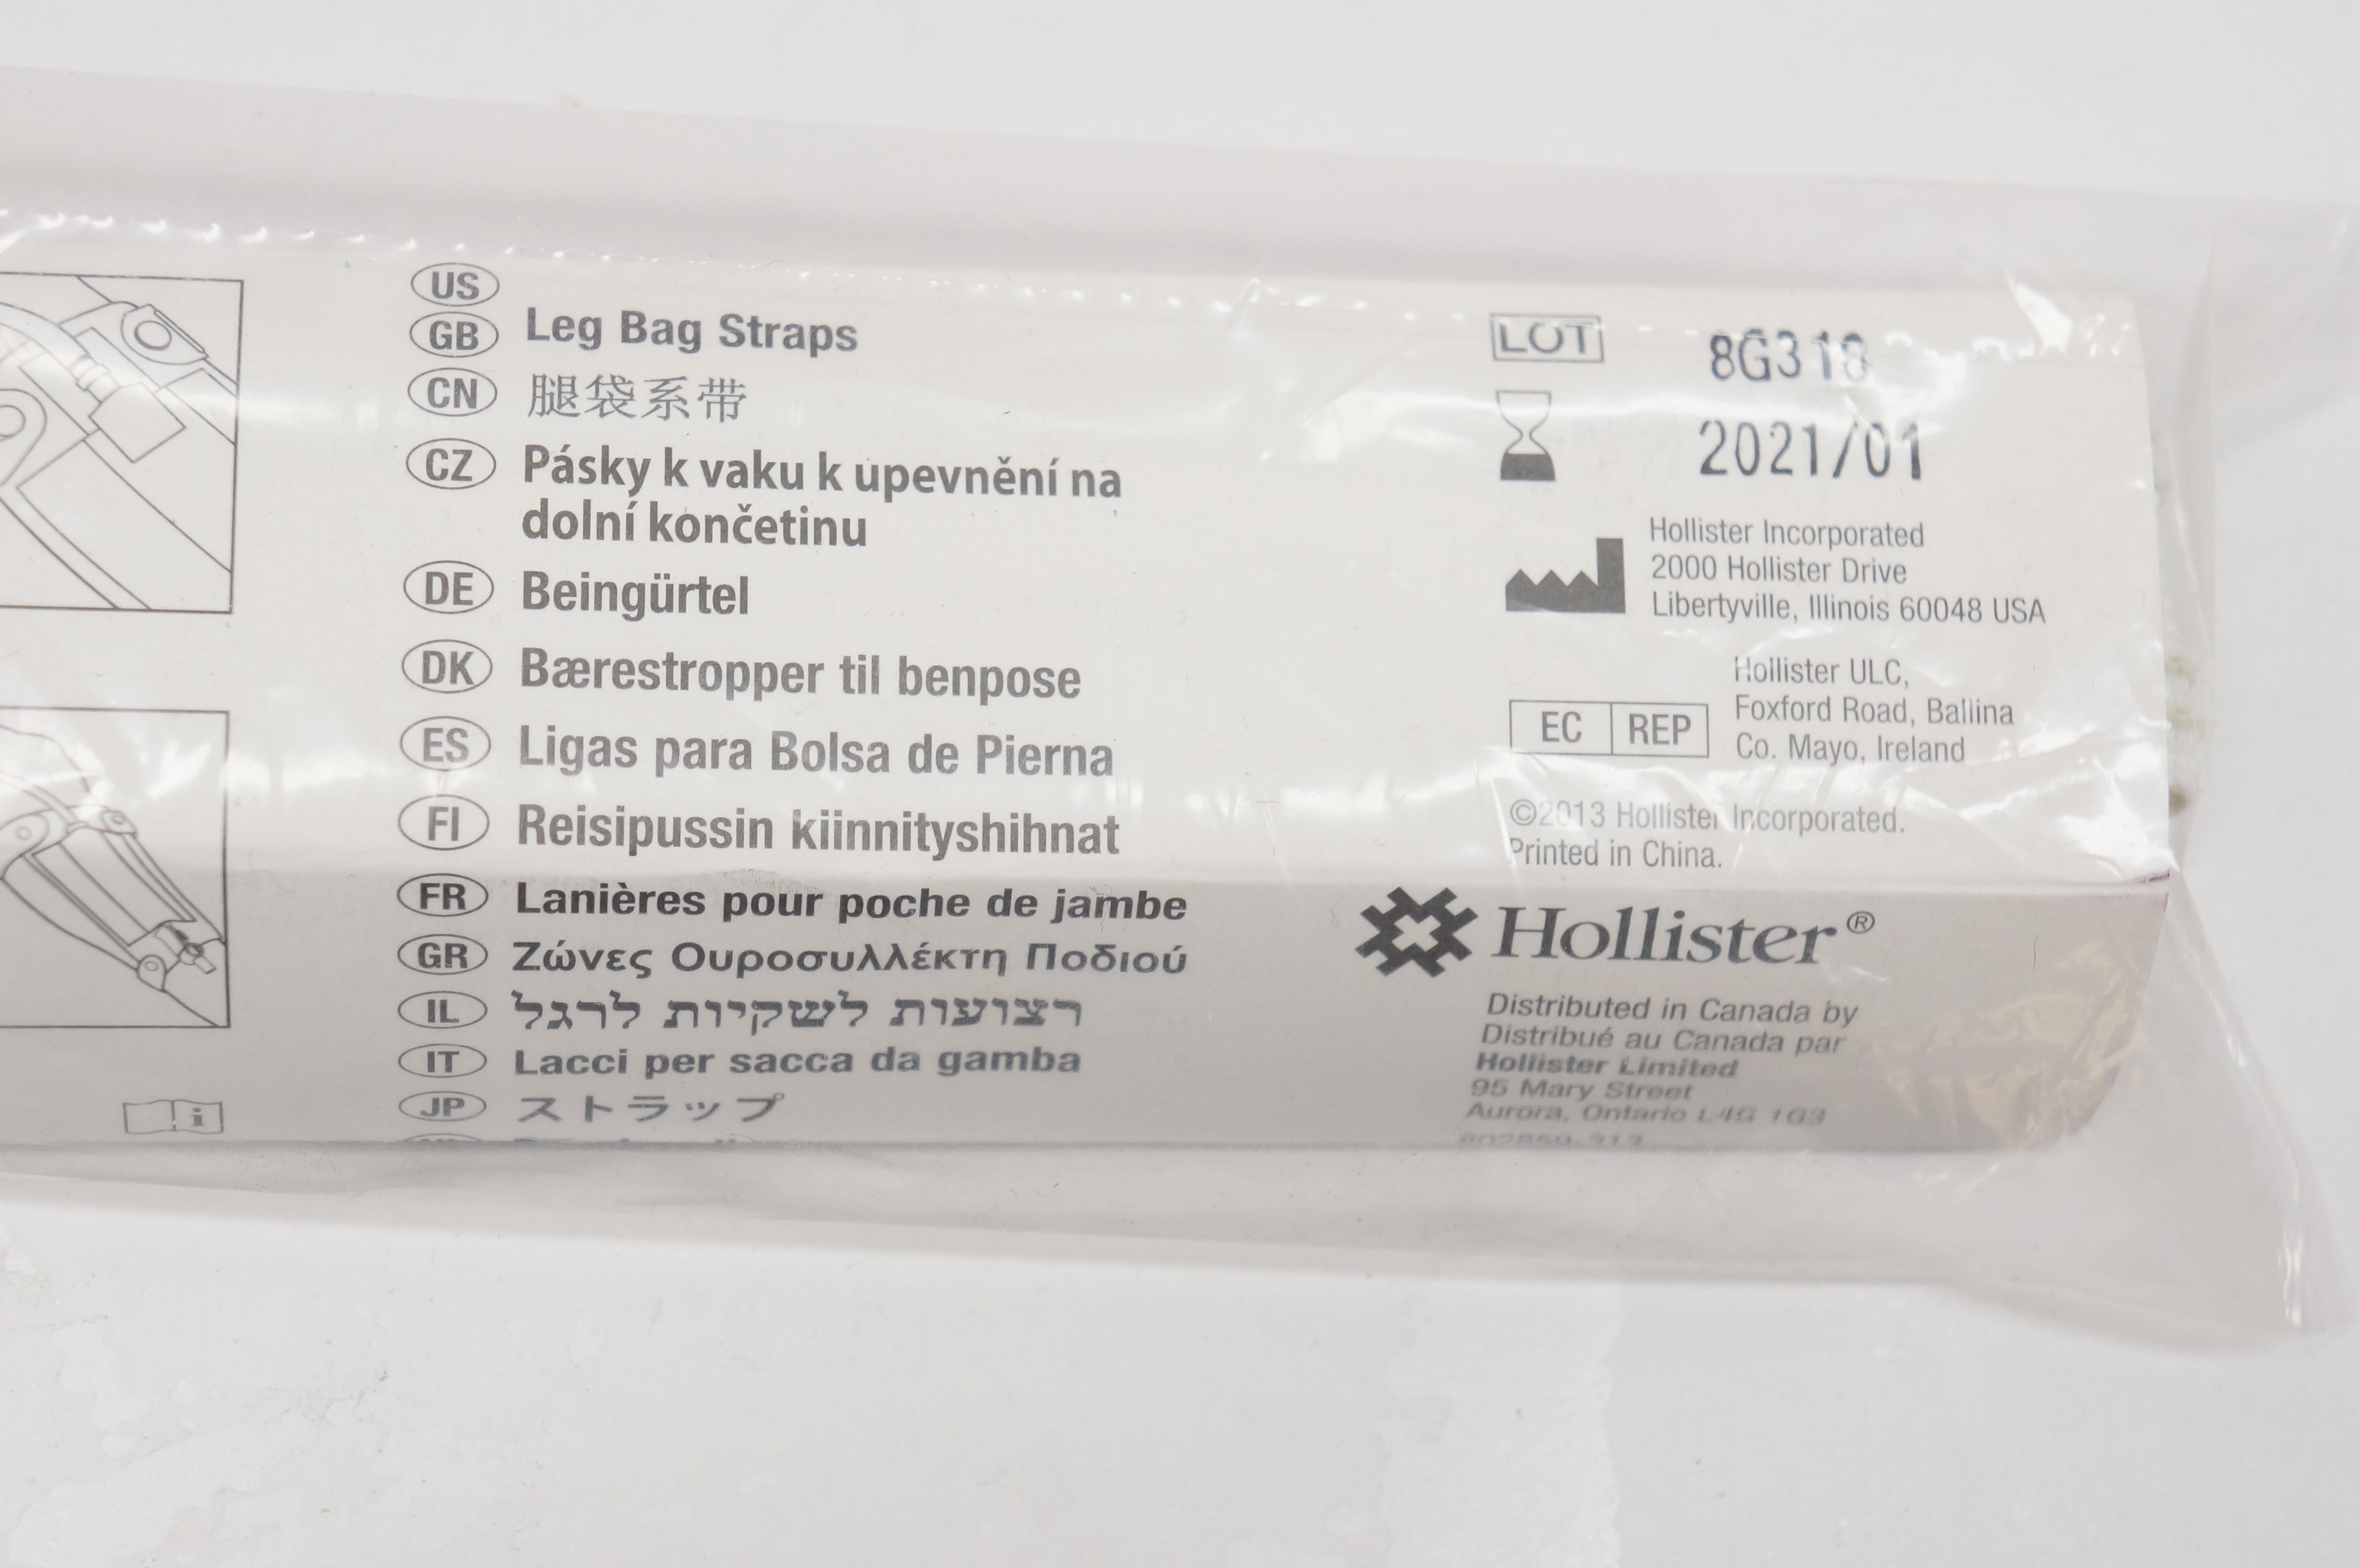 US
GB Leg Bag Straps
CN 腿袋系带
CZ Pásky k vaku k upevnění na
dolní končetinu
DE Beingürtel
DK Bærestropper til benpose
ES Ligas para Bolsa de Pierna
FI Reisipussin kiinnityshihnat
FR Lanières pour poche de jambe
GR Ζώνες Ουροσυλλέκτη Ποδιού
IL רצועות לשקיות לרגל
IT Lacci per sacca da gamba
JP ストラップ
i
LOT 8G318
2021/01
Hollister Incorporated
2000 Hollister Drive
Libertyville, Illinois 60048 USA
EC REP
Hollister ULC,
Foxford Road, Ballina
Co. Mayo, Ireland
©2013 Hollister Incorporated.
Printed in China.
Hollister®
Distributed in Canada by
Distribué au Canada par
Hollister Limited
95 Mary Street
Aurora, Ontario L4G 1G3